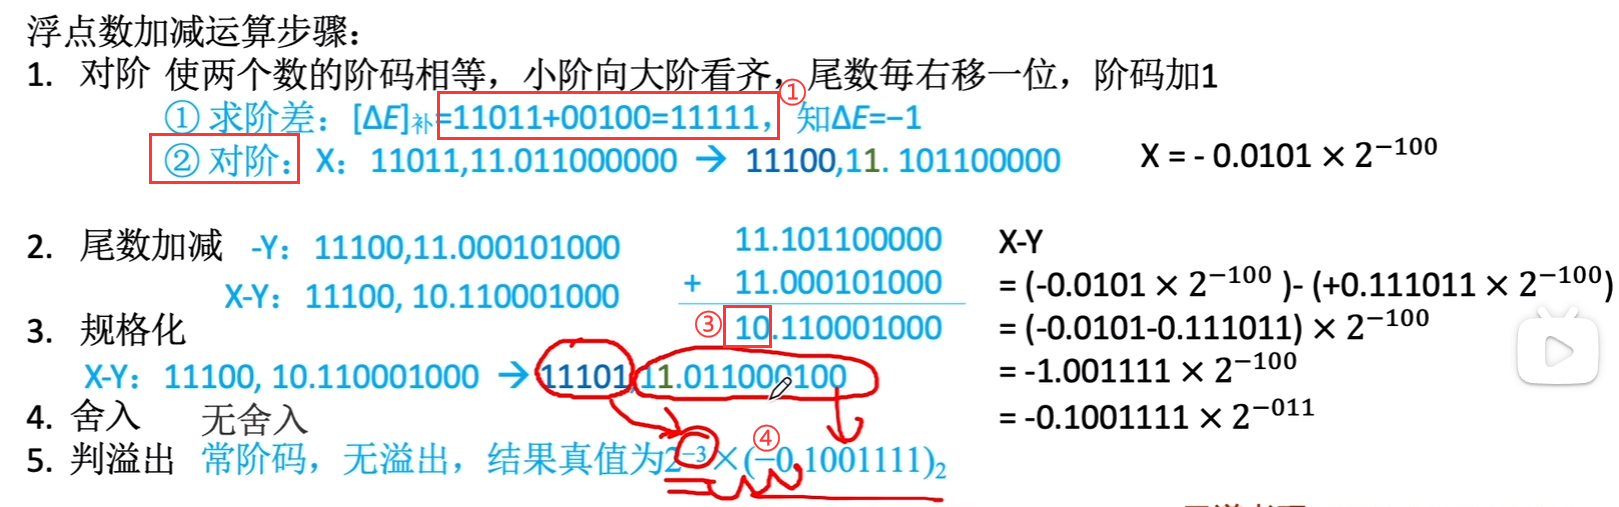 浮点数加减运算步骤：
1. 对阶 使两个数的阶码相等，小阶向大阶看齐，尾数每右移一位，阶码加1
① 求阶差：[ΔE]补=11011+00100=11111，知ΔE=−1 ①
② 对阶：X：11011,11.011000000 → 11100,11. 101100000 X = - 0.0101 × 2⁻¹⁰⁰
2. 尾数加减 -Y：11100,11.000101000 11.101100000 X-Y
X-Y：11100, 10.110001000 + 11.000101000 = (-0.0101 × 2⁻¹⁰⁰ )- (+0.111011 × 2⁻¹⁰⁰)
3. 规格化 ③ 10.110001000 = (-0.0101-0.111011) × 2⁻¹⁰⁰
X-Y：11100, 10.110001000 → 11101,11.011000100 = -1.001111 × 2⁻¹⁰⁰
4. 舍入 无舍入 = -0.1001111 × 2⁻⁰¹¹
5. 判溢出 常阶码，无溢出，结果真值为2⁻³×(−0.1001111)₂ ④